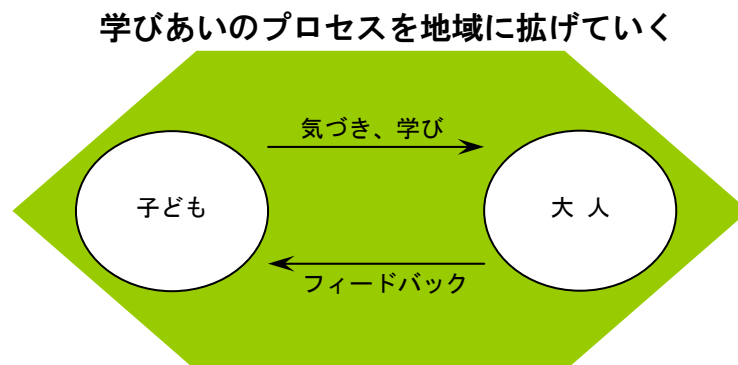 学びあいのプロセスを地域に拡げていく
気づき、学び
子ども
大 人
フィードバック